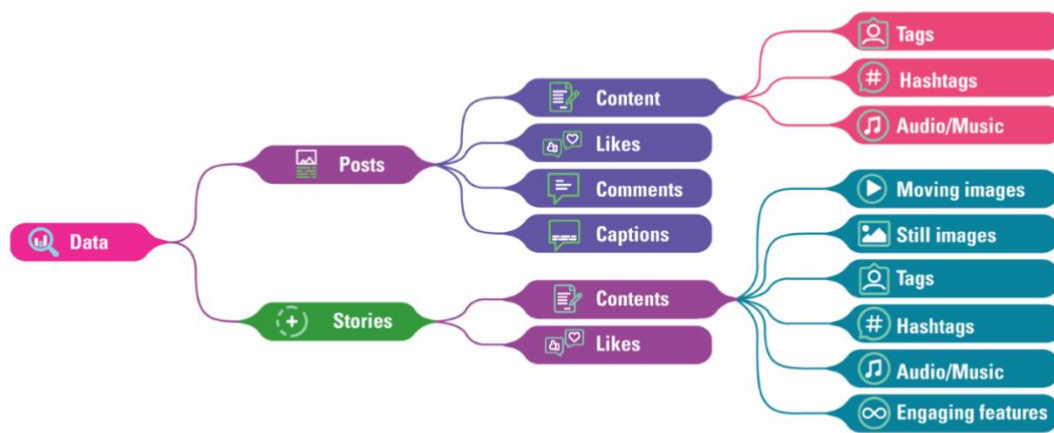 Data
Posts
Content
Tags
#
Hashtags
Audio/Music
Likes
Comments
Captions
Stories
Contents
Moving images
Still images
Tags
#
Hashtags
Audio/Music
Engaging features
Likes